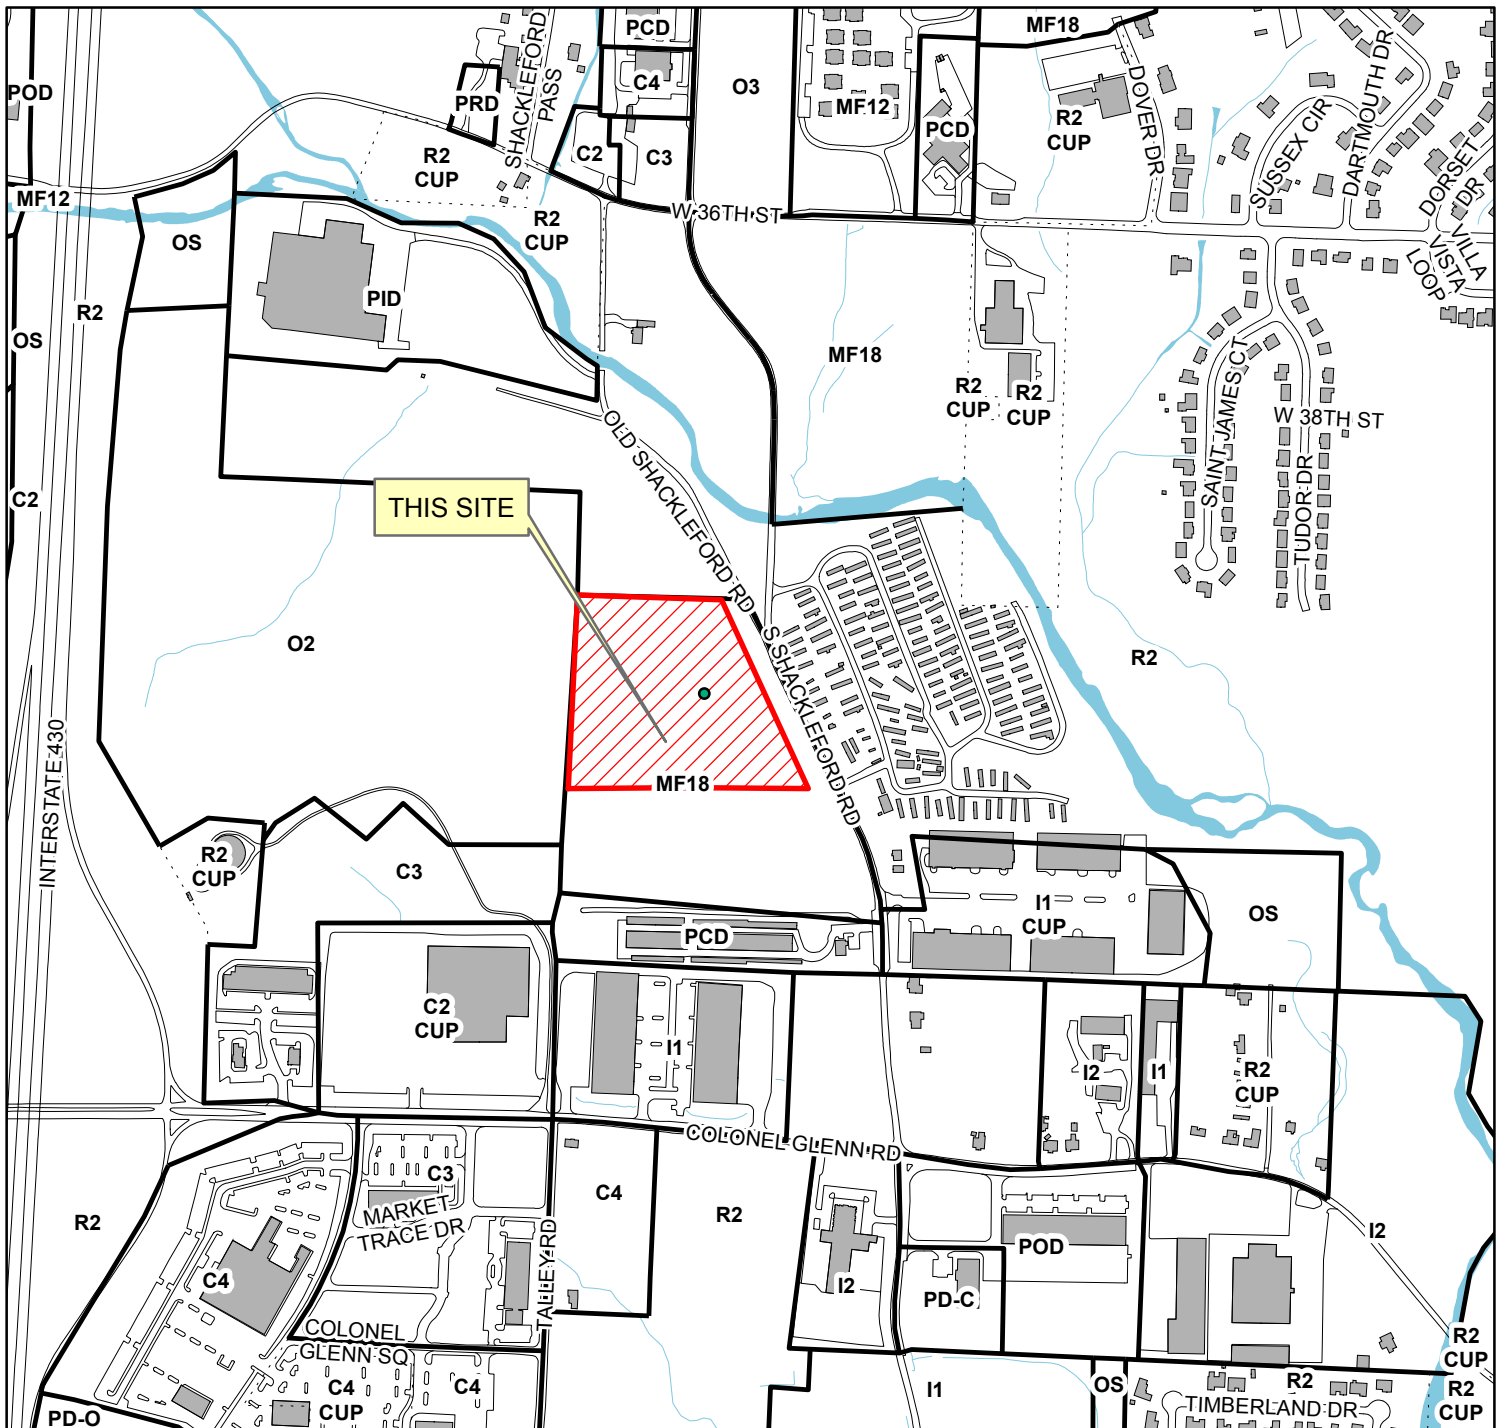 PCD
MF18
POD
C4
O3
MF12
PRD
SHACKLEFORD
PASS
PCD
R2
CUP
DOVER DR
SUSSEX CIR
DARTMOUTH DR
DORSET
DR
VILLA
VISTA
LOOP
R2
CUP
C2
C3
MF12
OS
R2
CUP
W 36TH ST
PID
R2
OS
MF18
R2
CUP
R2
CUP
SAINT JAMES CT
W 38TH ST
TUDOR DR
OLD SHACKLEFORD RD
C2
THIS SITE
O2
S SHACKLEFORD RD
R2
MF18
INTERSTATE 430
R2
CUP
C3
I1
CUP
OS
PCD
C2
CUP
I1
I2
I1
R2
CUP
COLONEL GLENN RD
C3
MARKET
TRACE DR
C4
R2
R2
TALLEY RD
C4
I2
POD
I2
PD-C
COLONEL
GLENN SQ
C4
CUP
C4
I1
OS
R2
R2
CUP
R2
CUP
TIMBERLAND DR
PD-O